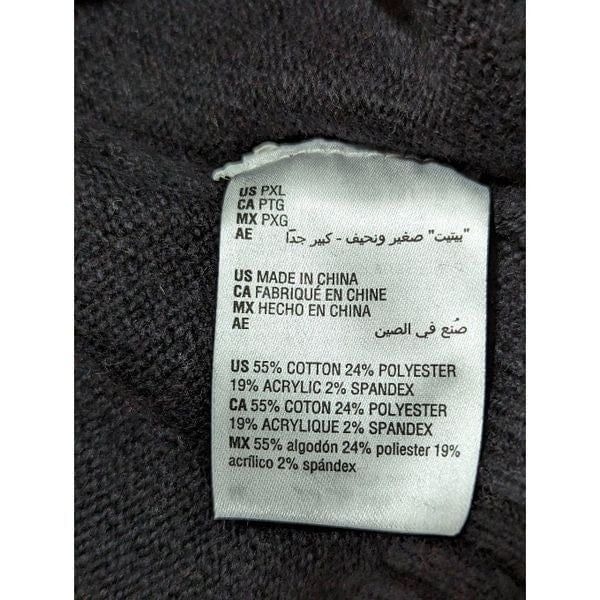 US PXL
CA PTG
MX PXG
AE "بيتيت" صغير ونحيف - كبير جدًا
US MADE IN CHINA
CA FABRIQUÉ EN CHINE
MX HECHO EN CHINA
AE صُنع في الصين
US 55% COTTON 24% POLYESTER
19% ACRYLIC 2% SPANDEX
CA 55% COTON 24% POLYESTER
19% ACRYLIQUE 2% SPANDEX
MX 55% algodón 24% poliester 19%
acrílico 2% spándex